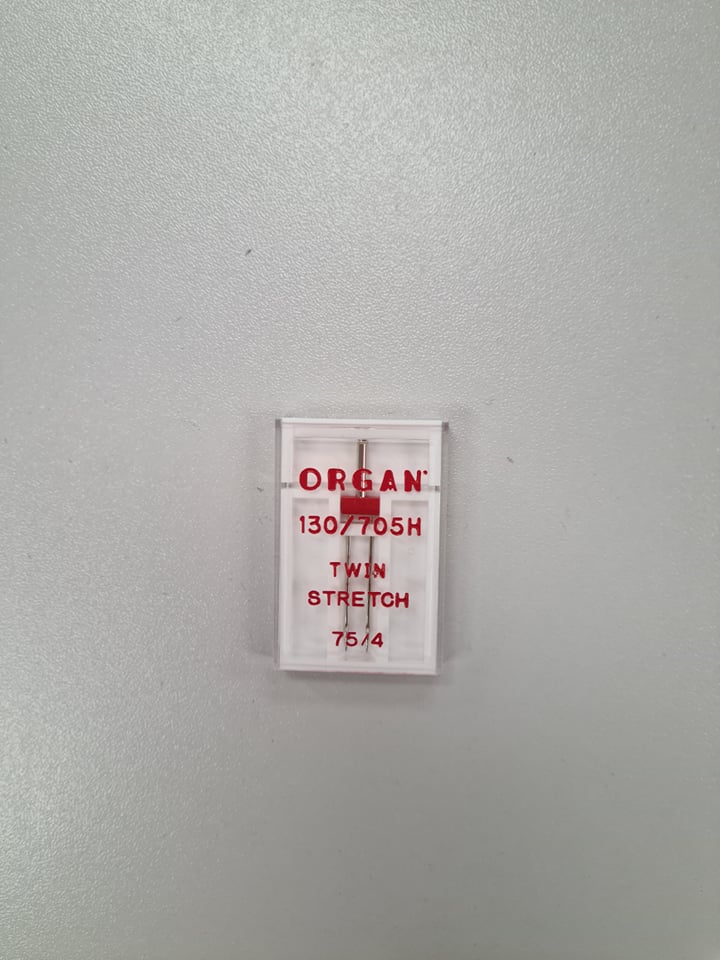 ORGAN
130/705H
TWIN
STRETCH
75/4